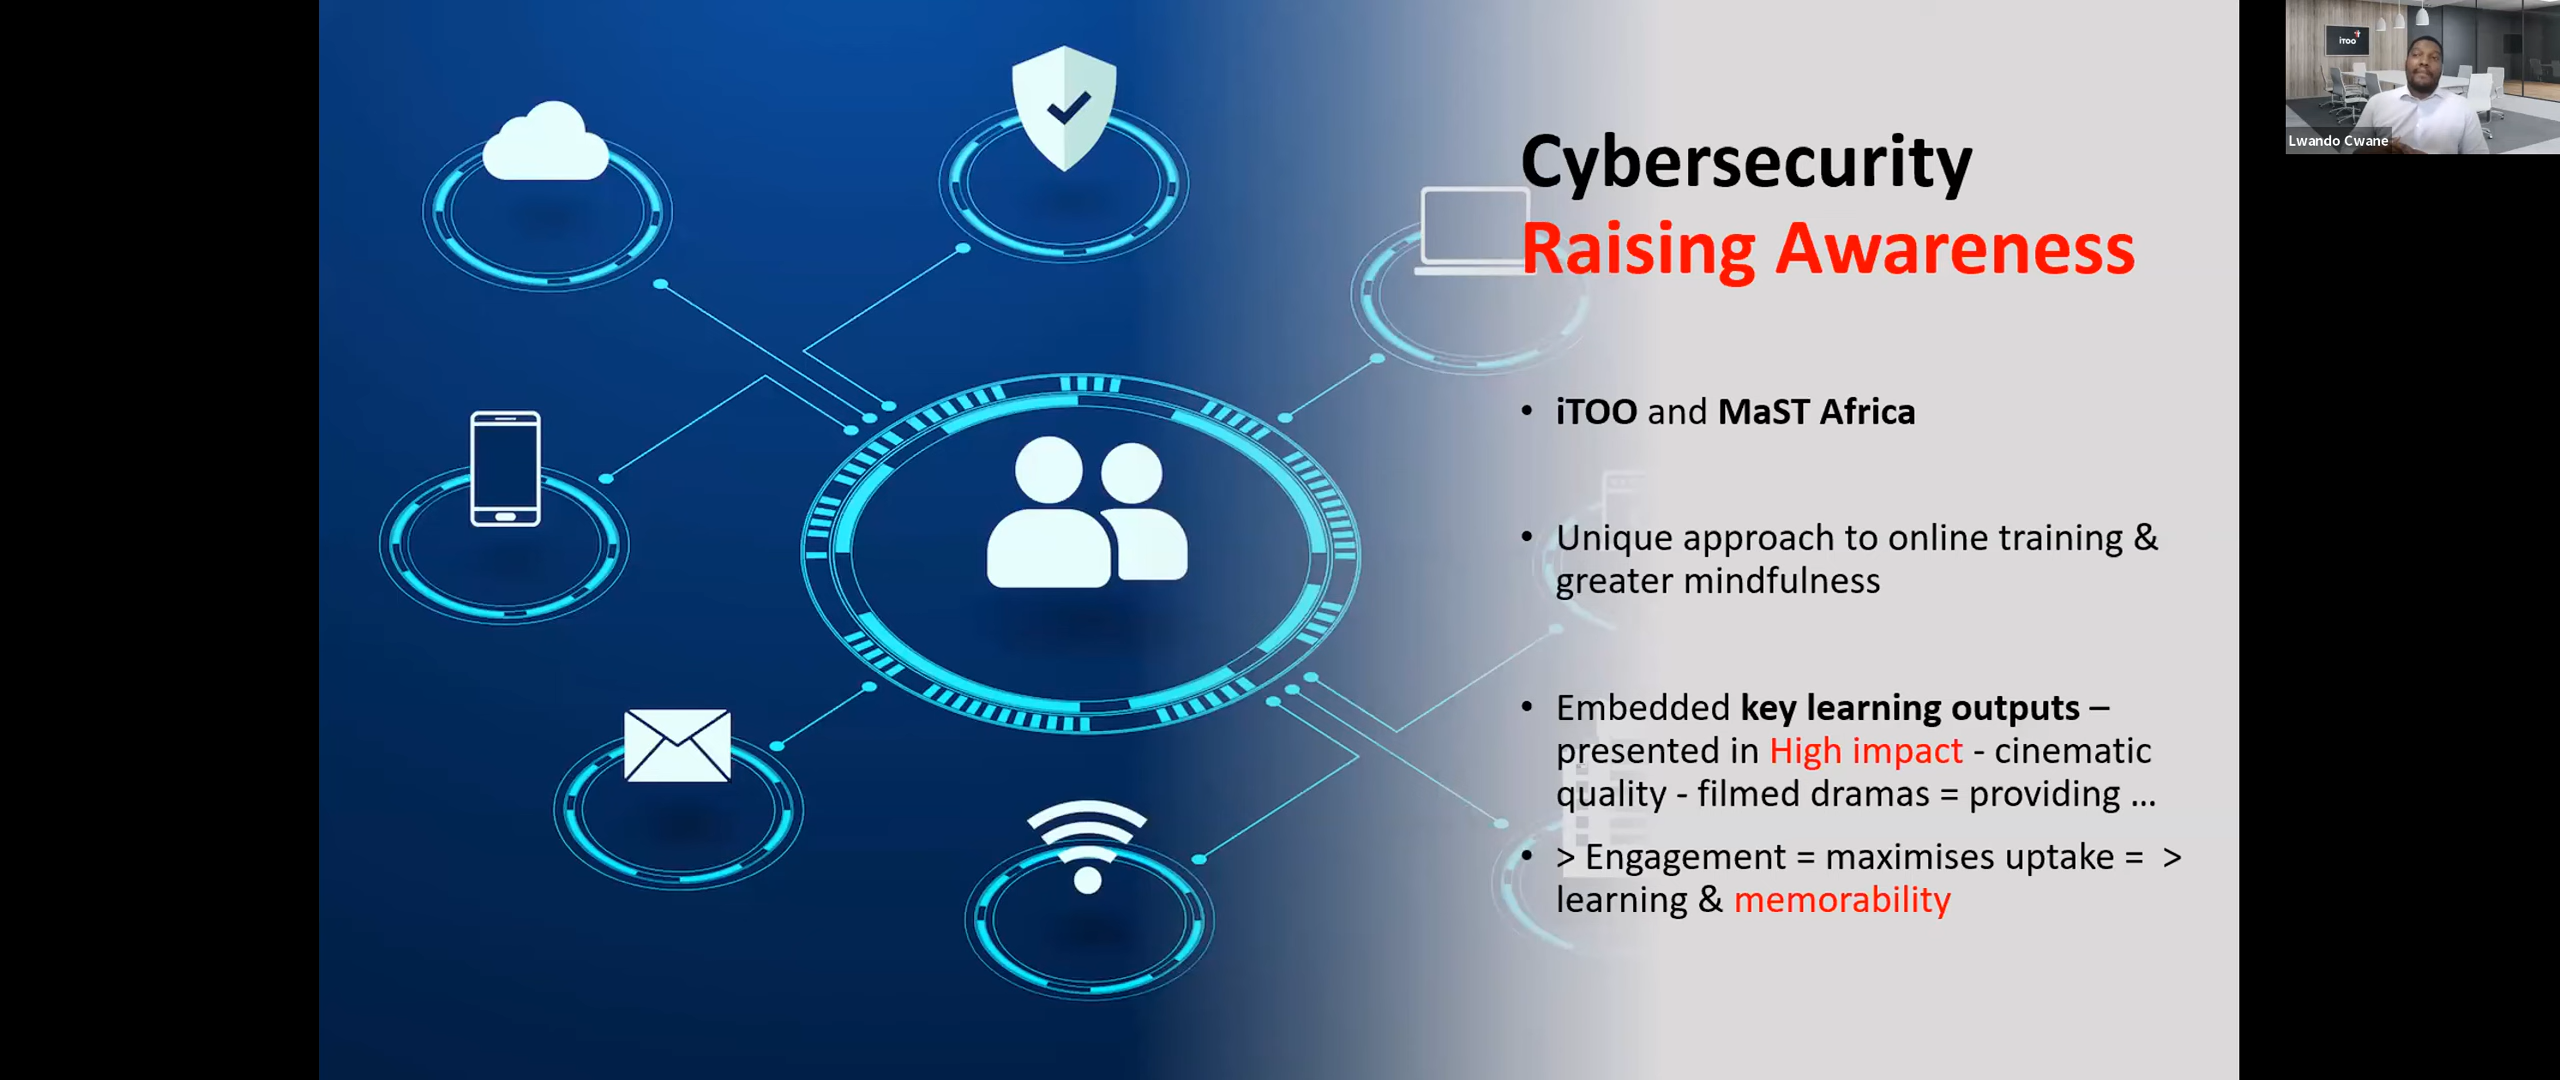 Cybersecurity
Raising Awareness
• iTOO and MaST Africa
• Unique approach to online training &
greater mindfulness
• Embedded key learning outputs –
presented in High impact - cinematic
quality - filmed dramas = providing ...
• > Engagement = maximises uptake = >
learning & memorability
iTOO
Lwando Cwane